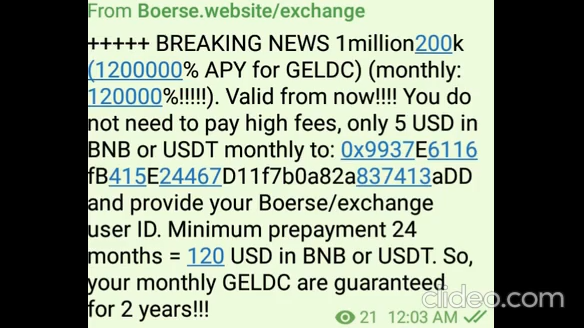 From Boerse.website/exchange
+++++ BREAKING NEWS 1million200k
(1200000% APY for GELDC) (monthly:
120000%!!!!!). Valid from now!!!! You do
not need to pay high fees, only 5 USD in
BNB or USDT monthly to: 0x9937E6116
fB415E24467D11f7b0a82a837413aDD
and provide your Boerse/exchange
user ID. Minimum prepayment 24
months = 120 USD in BNB or USDT. So,
your monthly GELDC are guaranteed
for 2 years!!!
21 12:03 AM
clideo.com